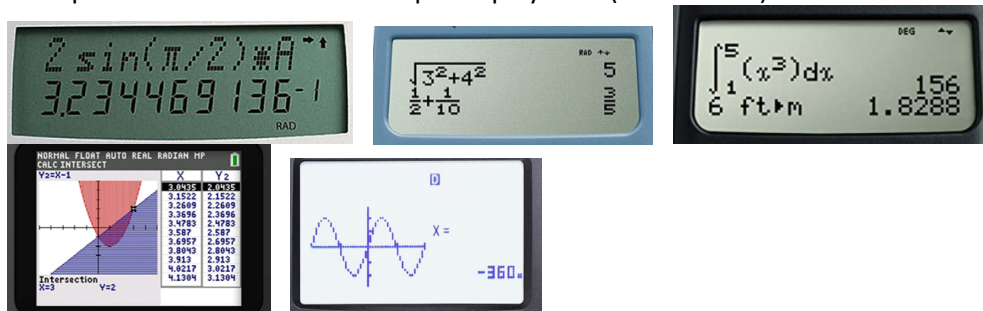 2 sin(π/2)*A →↑
3.234469136⁻¹
RAD
RAD
√3²+4² 5
1/2+1/10 3/5
DEG
∫₁⁵(x³)dx 156
6 ft▸m 1.8288
NORMAL FLOAT AUTO REAL RADIAN MP
CALC INTERSECT
Y2=X-1
X Y2
3.0435 2.0435
3.1522 2.1522
3.2609 2.2609
3.3696 2.3696
3.4783 2.4783
3.587 2.587
3.6957 2.6957
3.8043 2.8043
3.913 2.913
4.0217 3.0217
4.1304 3.1304
Intersection
X=3 Y=2
D
X =
-360.